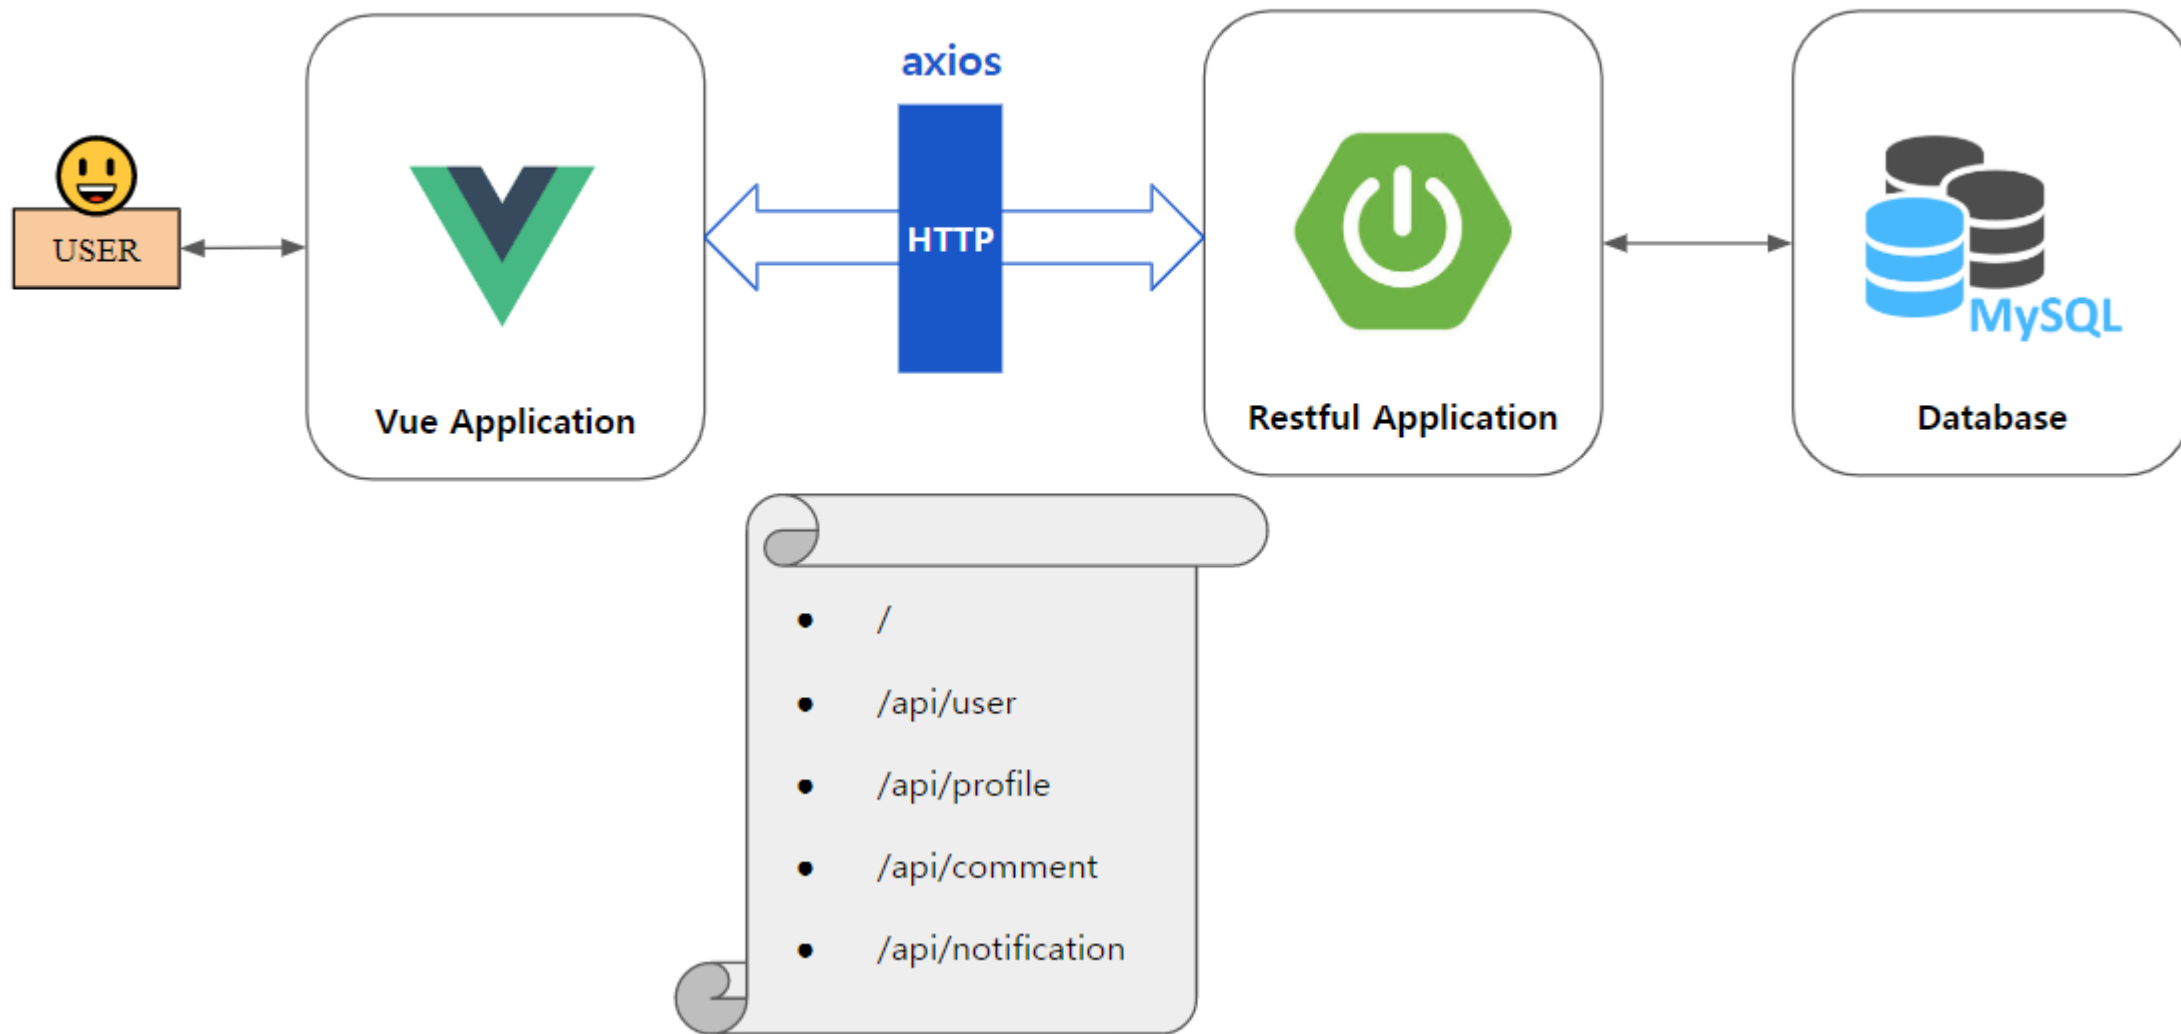 axios
USER
HTTP
MySQL
Vue Application
Restful Application
Database
● /
● /api/user
● /api/profile
● /api/comment
● /api/notification